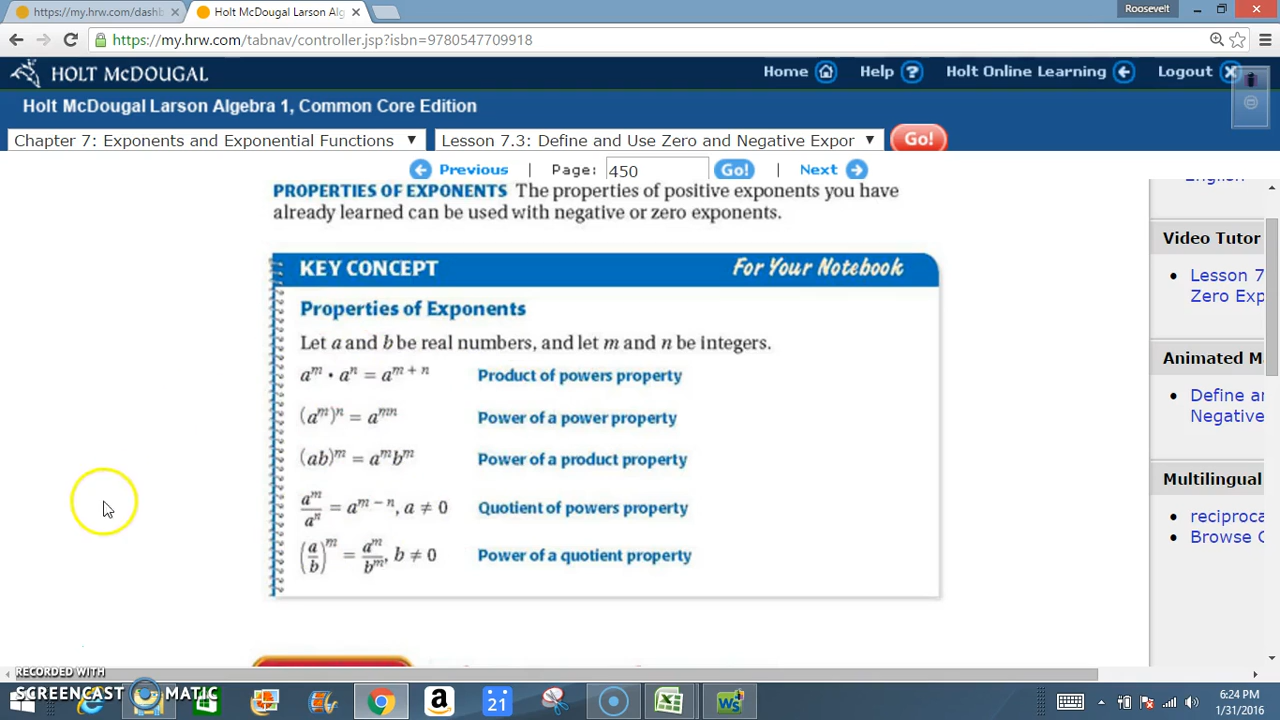 https://my.hrw.com/dashb
Holt McDougal Larson Alg
Roosevelt
https://my.hrw.com/tabnav/controller.jsp?isbn=9780547709918
HOLT MCDOUGAL
Home
Help
Holt Online Learning
Logout
Holt McDougal Larson Algebra 1, Common Core Edition
Chapter 7: Exponents and Exponential Functions
Lesson 7.3: Define and Use Zero and Negative Expor
Go!
Previous | Page: 450 Go! | Next
English
PROPERTIES OF EXPONENTS The properties of positive exponents you have
already learned can be used with negative or zero exponents.
KEY CONCEPT
For Your Notebook
Properties of Exponents
Let a and b be real numbers, and let m and n be integers.
a^m • a^n = a^(m + n) Product of powers property
(a^m)^n = a^(mn) Power of a power property
(ab)^m = a^m b^m Power of a product property
a^m/a^n = a^(m − n), a ≠ 0 Quotient of powers property
(a/b)^m = a^m/b^m, b ≠ 0 Power of a quotient property
Video Tutor
Lesson 7
Zero Exp
Animated M
Define an
Negative
Multilingual
reciproca
Browse C
RECORDED WITH
SCREENCAST MATIC
21
6:24 PM
1/31/2016